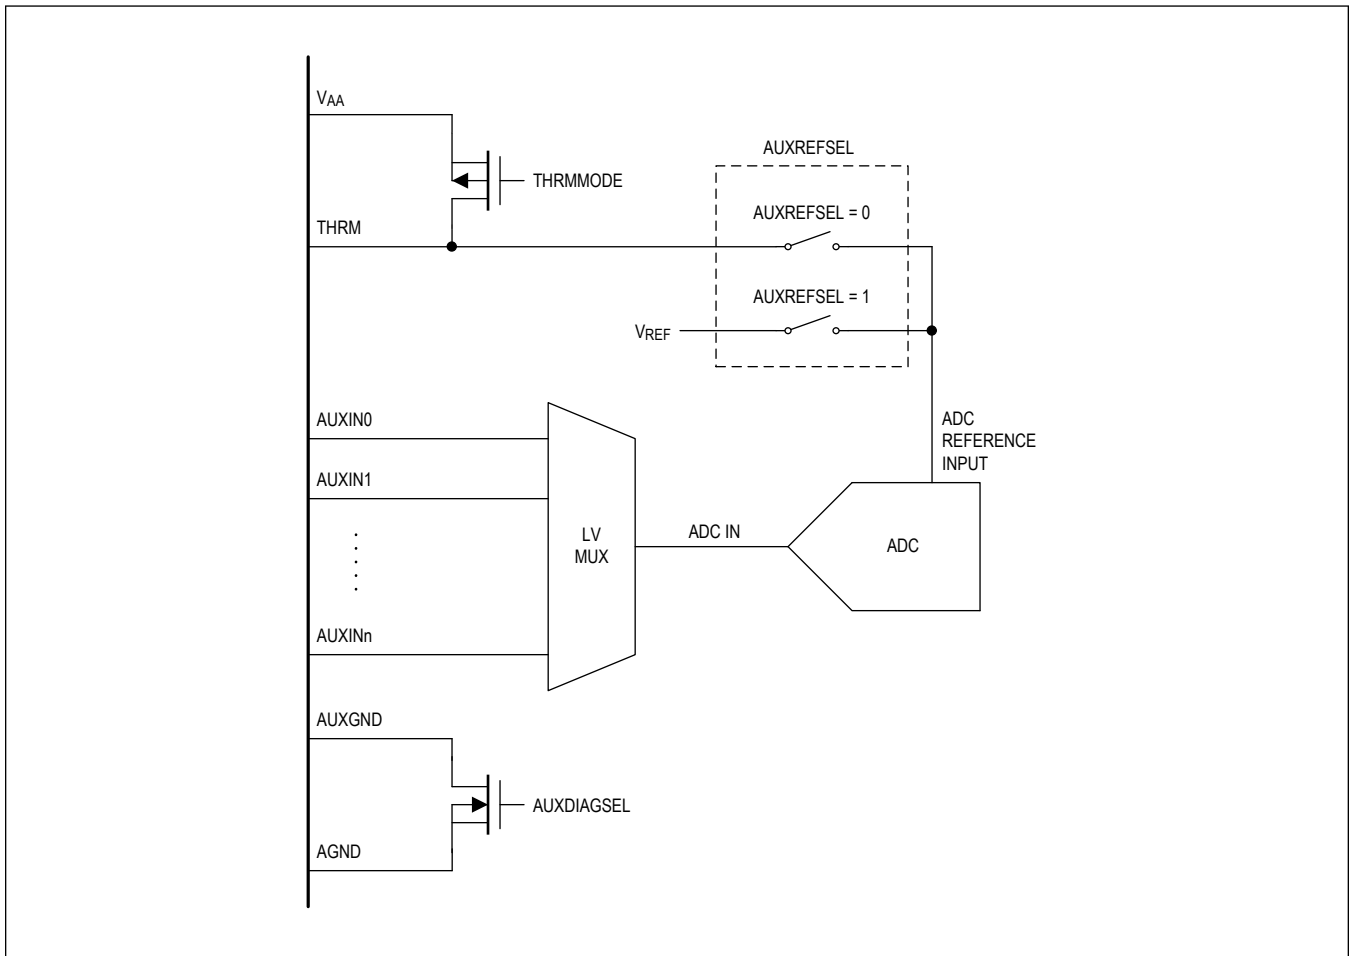 VAA
AUXREFSEL
THRMMODE
AUXREFSEL = 0
THRM
AUXREFSEL = 1
VREF
AUXIN0
ADC
REFERENCE
INPUT
AUXIN1
LV
MUX
ADC IN
ADC
AUXINn
AUXGND
AUXDIAGSEL
AGND